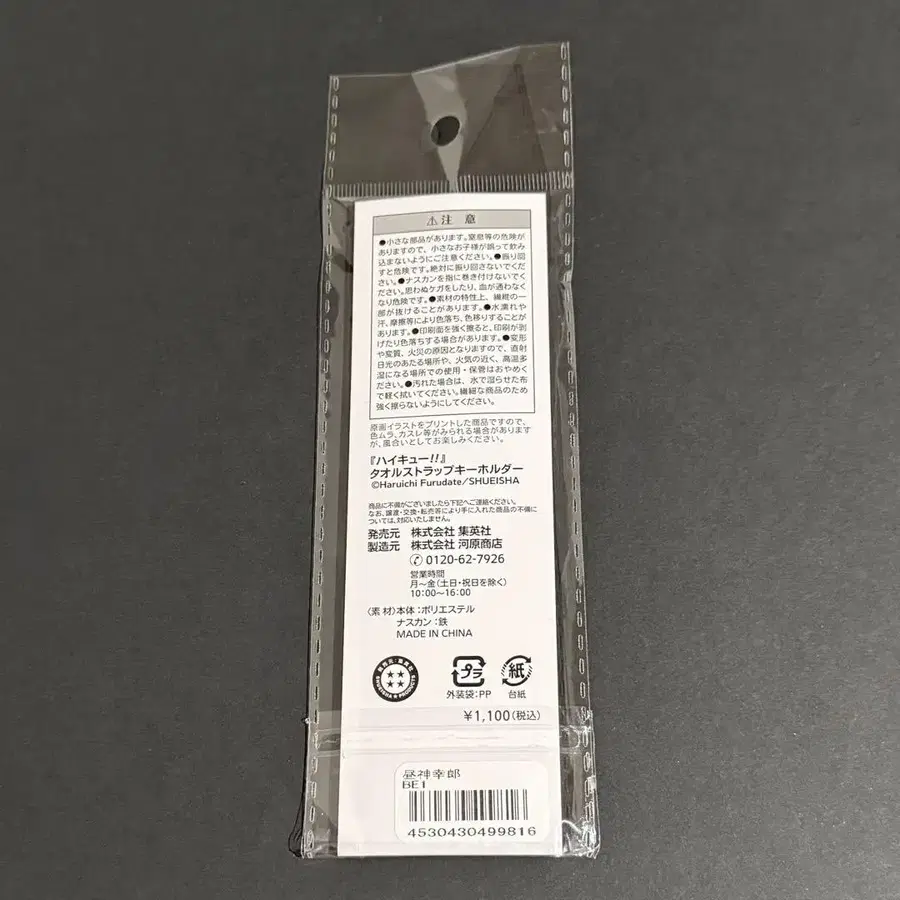 ⚠注 意
●小さな部品があります。窒息等の危険が
ありますので、小さなお子様が誤って飲み
込まないようにご注意ください。●振り回
すと危険です。絶対に振り回さないでくだ
さい。●ナスカンを指に巻き付けないでく
ださい。思わぬケガをしたり、血が通わなく
なり危険です。●素材の特性上、繊維の一
部が抜けることがあります。●水濡れや
汗、摩擦等により色落ち、色移りすることが
あります。●印刷面を強く擦ると、印刷が剥
げたり色落ちする場合があります。●変形
や変質、火災の原因となりますので、直射
日光のあたる場所や、火気の近く、高温多
湿になる場所での使用・保管はおやめく
ださい。●汚れた場合は、水で湿らせた布
で軽く拭いてください。繊細な商品のため
強く擦らないようにしてください。
原画イラストをプリントした商品ですので、
色ムラ、カスレ等がみられる場合があります
が、風合いとしてお楽しみください。
『ハイキュー!!』
タオルストラップキーホルダー
©Haruichi Furudate/SHUEISHA
商品に不備がございましたら下記へご連絡ください。
なお、譲渡・交換・転売等により手に入れた商品の不備に
ついては、対応いたしません。
発売元 株式会社 集英社
製造元 株式会社 河原商店
✆ 0120-62-7926
営業時間
月〜金(土日・祝日を除く)
10:00〜16:00
〈素 材〉本体：ポリエステル
ナスカン：鉄
MADE IN CHINA
発売元：集英社
SHUEISHA PRODUCTS
プラ
紙
外装袋:PP
台紙
¥1,100(税込)
昼神幸郎
BE1
4530430499816